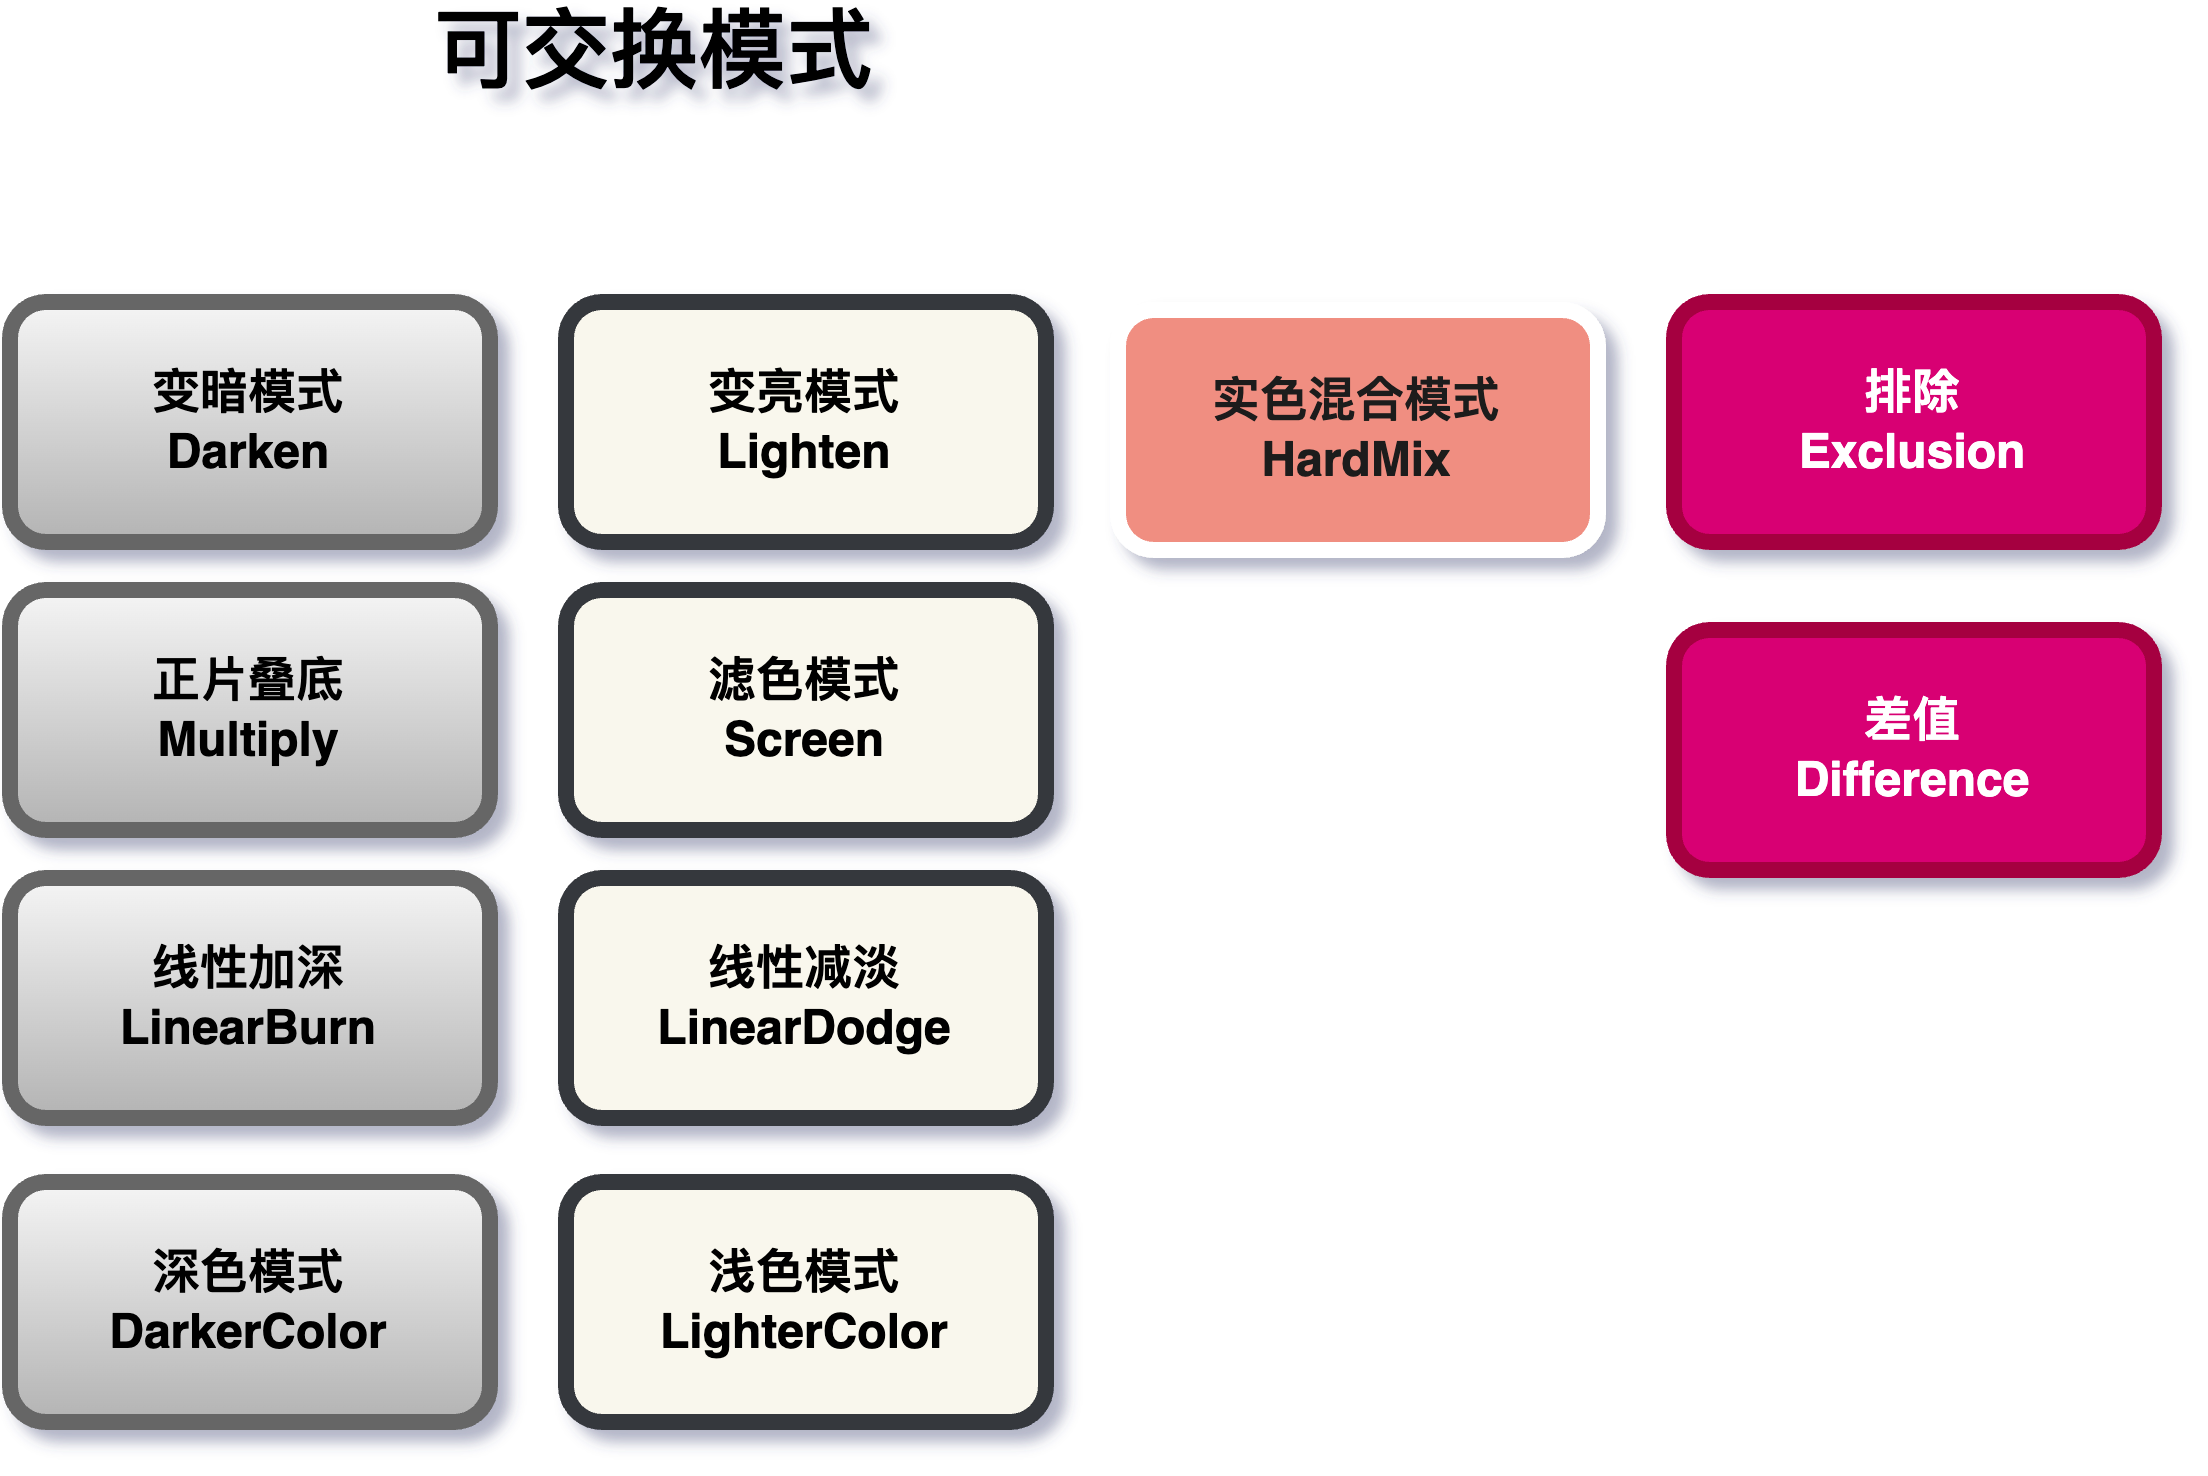 可交换模式
变暗模式
Darken
变亮模式
Lighten
实色混合模式
HardMix
排除
Exclusion
正片叠底
Multiply
滤色模式
Screen
差值
Difference
线性加深
LinearBurn
线性减淡
LinearDodge
深色模式
DarkerColor
浅色模式
LighterColor